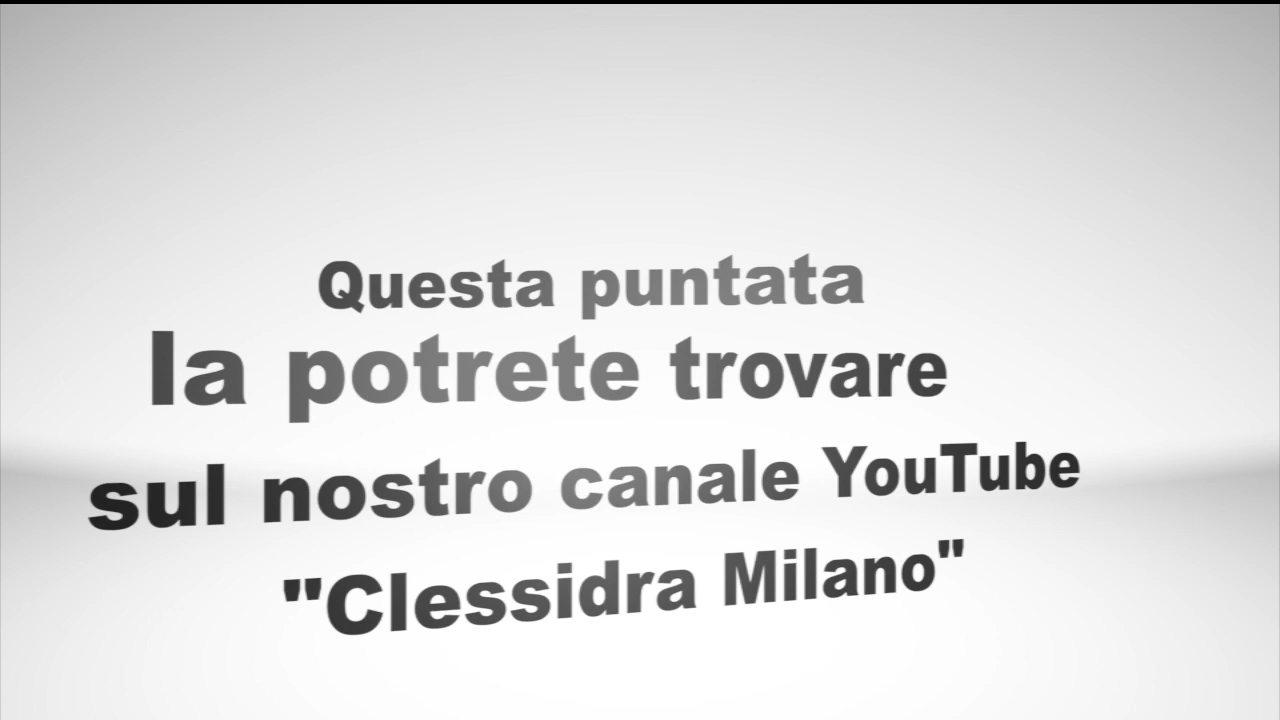 Questa puntata
la potrete trovare
sul nostro canale YouTube
"Clessidra Milano"